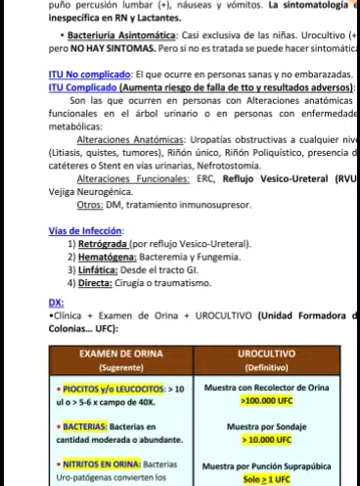 puño percusión lumbar (+), náuseas y vómitos. La sintomatología e
inespecífica en RN y Lactantes.
• Bacteriuria Asintomática: Casi exclusiva de las niñas. Urocultivo (+
pero NO HAY SINTOMAS. Pero si no es tratada se puede hacer sintomátic
ITU No complicado: El que ocurre en personas sanas y no embarazadas.
ITU Complicado (Aumenta riesgo de falla de tto y resultados adversos):
Son las que ocurren en personas con Alteraciones anatómicas
funcionales en el árbol urinario o en personas con enfermedade
metabólicas:
Alteraciones Anatómicas: Uropatías obstructivas a cualquier nive
(Litiasis, quistes, tumores), Riñón único, Riñón Poliquístico, presencia d
catéteres o Stent en vías urinarias, Nefrotostomía.
Alteraciones Funcionales: ERC, Reflujo Vesico-Ureteral (RVU
Vejiga Neurogénica.
Otros: DM, tratamiento inmunosupresor.
Vías de Infección:
1) Retrógrada (por reflujo Vesico-Ureteral).
2) Hematógena: Bacteremia y Fungemia.
3) Linfática: Desde el tracto GI.
4) Directa: Cirugía o traumatismo.
DX:
•Clínica + Examen de Orina + UROCULTIVO (Unidad Formadora d
Colonias... UFC):
EXAMEN DE ORINA
(Sugerente)
UROCULTIVO
(Definitivo)
• PIOCITOS y/o LEUCOCITOS: > 10
ul o > 5-6 x campo de 40X.
Muestra con Recolector de Orina
>100.000 UFC
• BACTERIAS: Bacterias en
cantidad moderada o abundante.
Muestra por Sondaje
> 10.000 UFC
• NITRITOS EN ORINA: Bacterias
Uro-patógenas convierten los
Muestra por Punción Suprapúbica
Solo ≥ 1 UFC